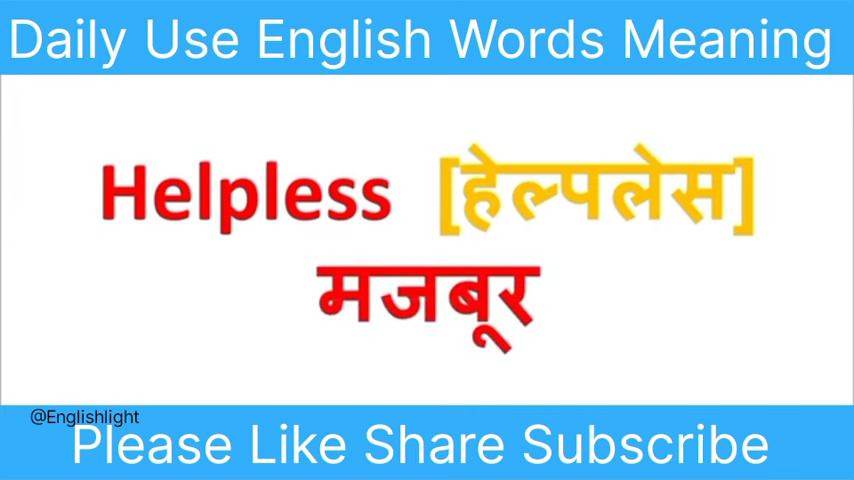 Daily Use English Words Meaning
Helpless [हेल्पलेस]
मजबूर
@Englishlight
Please Like Share Subscribe